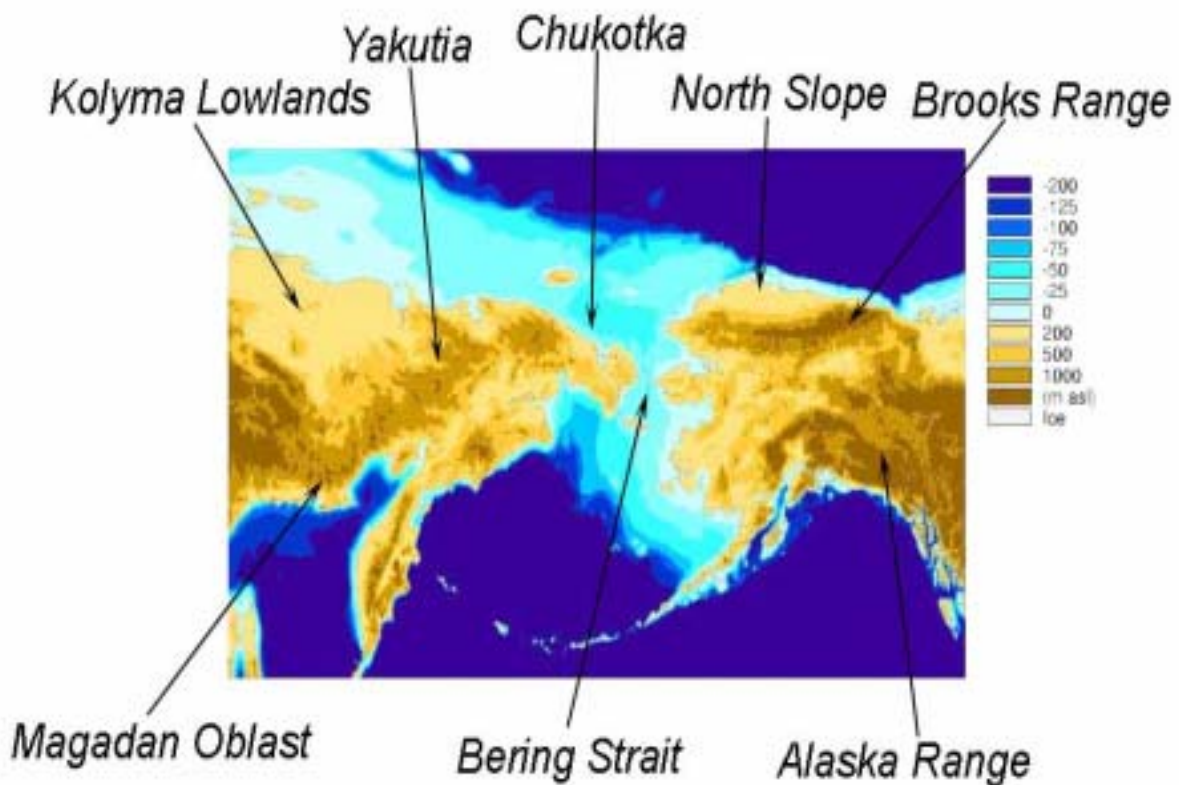 Chukotka
Yakutia
Kolyma Lowlands
North Slope
Brooks Range
-200
-125
-100
-75
-50
-25
0
200
500
1000
(m asl)
Ice
Magadan Oblast
Bering Strait
Alaska Range